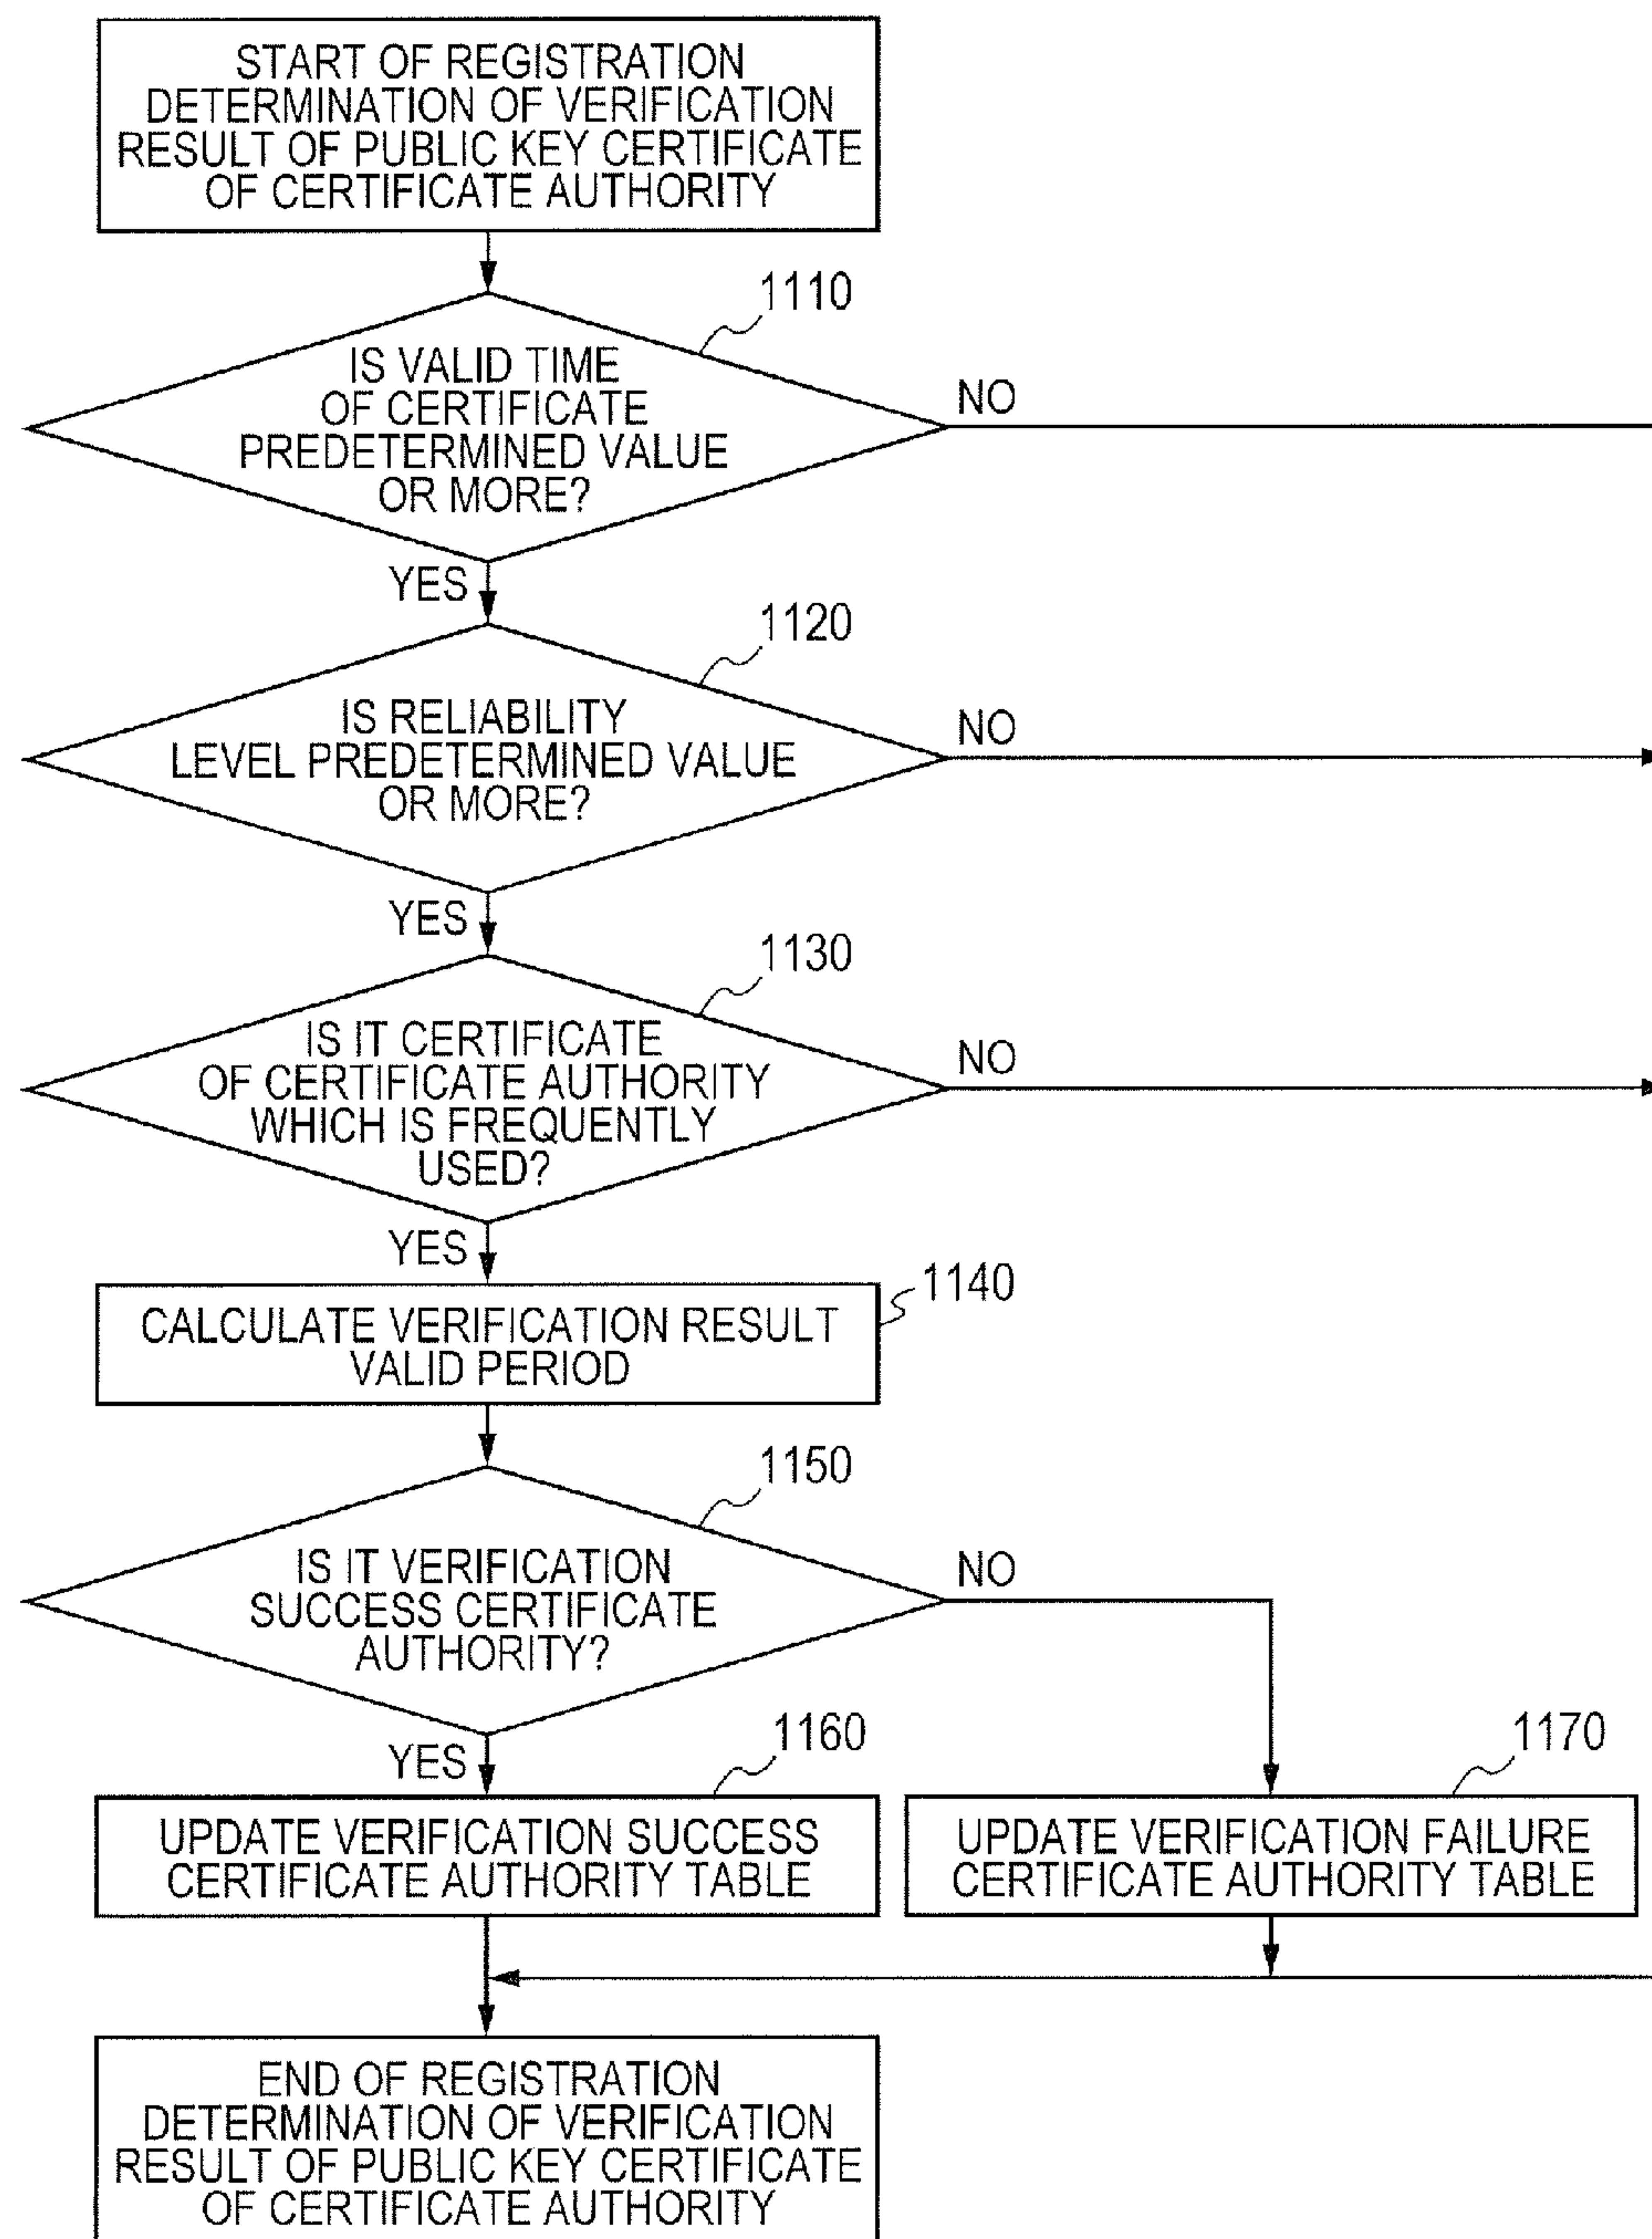 START OF REGISTRATION
DETERMINATION OF VERIFICATION
RESULT OF PUBLIC KEY CERTIFICATE
OF CERTIFICATE AUTHORITY
1110
IS VALID TIME
OF CERTIFICATE
PREDETERMINED VALUE
OR MORE?
NO
YES
1120
IS RELIABILITY
LEVEL PREDETERMINED VALUE
OR MORE?
NO
YES
1130
IS IT CERTIFICATE
OF CERTIFICATE AUTHORITY
WHICH IS FREQUENTLY
USED?
NO
YES
1140
CALCULATE VERIFICATION RESULT
VALID PERIOD
1150
IS IT VERIFICATION
SUCCESS CERTIFICATE
AUTHORITY?
NO
YES
1160
UPDATE VERIFICATION SUCCESS
CERTIFICATE AUTHORITY TABLE
1170
UPDATE VERIFICATION FAILURE
CERTIFICATE AUTHORITY TABLE
END OF REGISTRATION
DETERMINATION OF VERIFICATION
RESULT OF PUBLIC KEY CERTIFICATE
OF CERTIFICATE AUTHORITY